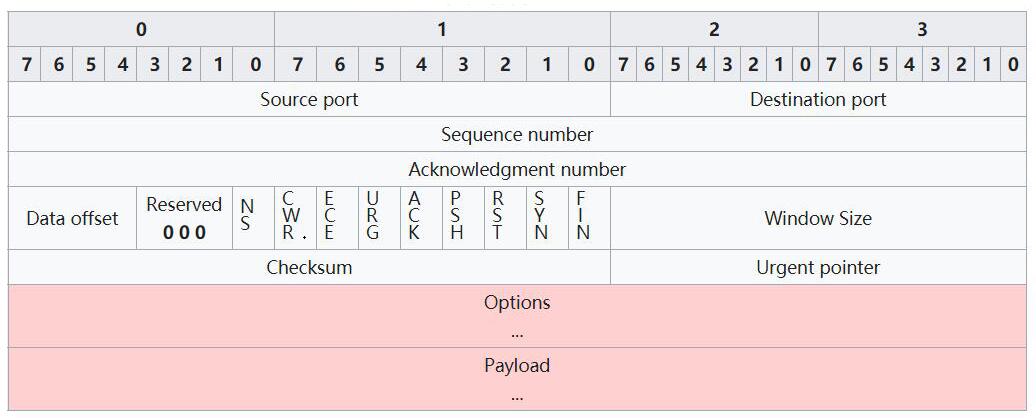 0 1 2 3
7 6 5 4 3 2 1 0 7 6 5 4 3 2 1 0 7 6 5 4 3 2 1 0 7 6 5 4 3 2 1 0
Source port Destination port
Sequence number
Acknowledgment number
Data offset Reserved 0 0 0 NS CWR. ECE URG ACK PSH RST SYN FIN Window Size
Checksum Urgent pointer
Options
...
Payload
...